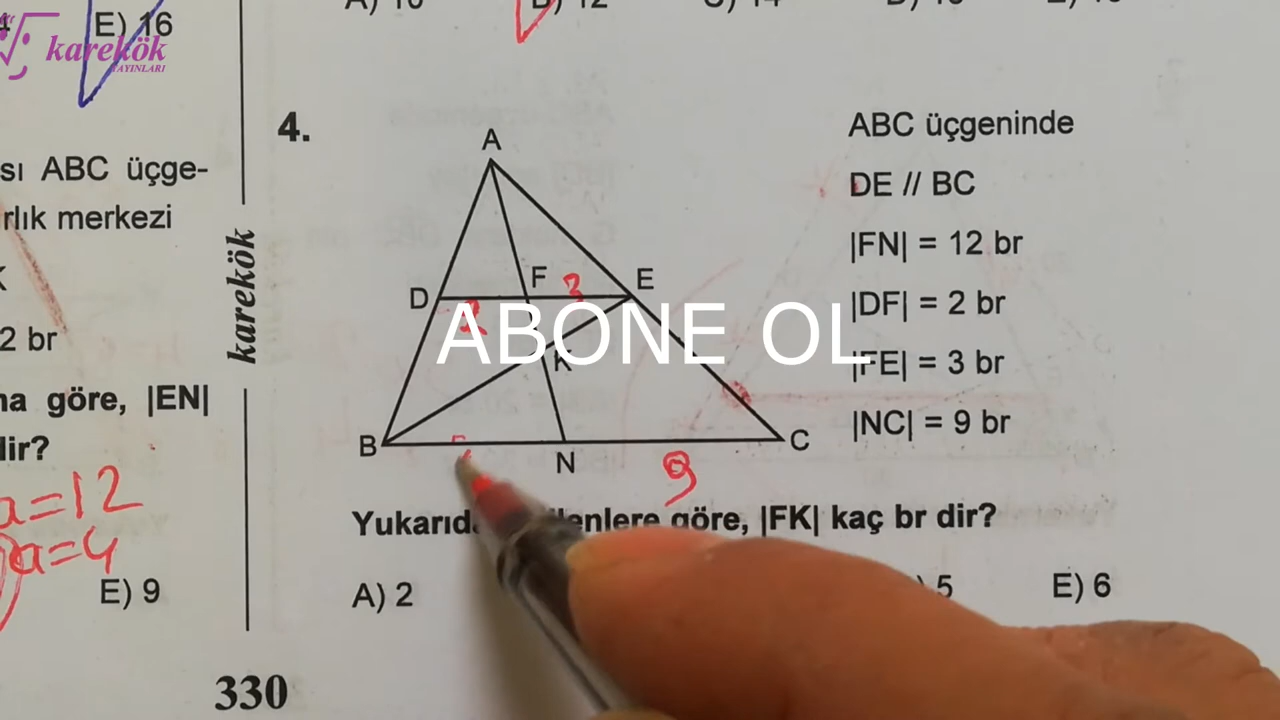 E) 16
karekök
YAYINLARI
sı ABC üçge-
rlık merkezi
2 br
na göre, |EN|
dir?
a=12
a=4
E) 9
330
karekök
4.
A
D
F
3
E
2
K
B
N
C
9
ABC üçgeninde
DE // BC
|FN| = 12 br
|DF| = 2 br
|FE| = 3 br
|NC| = 9 br
ABONE OL
göre, |FK| kaç br dir?
A) 2
5
E) 6